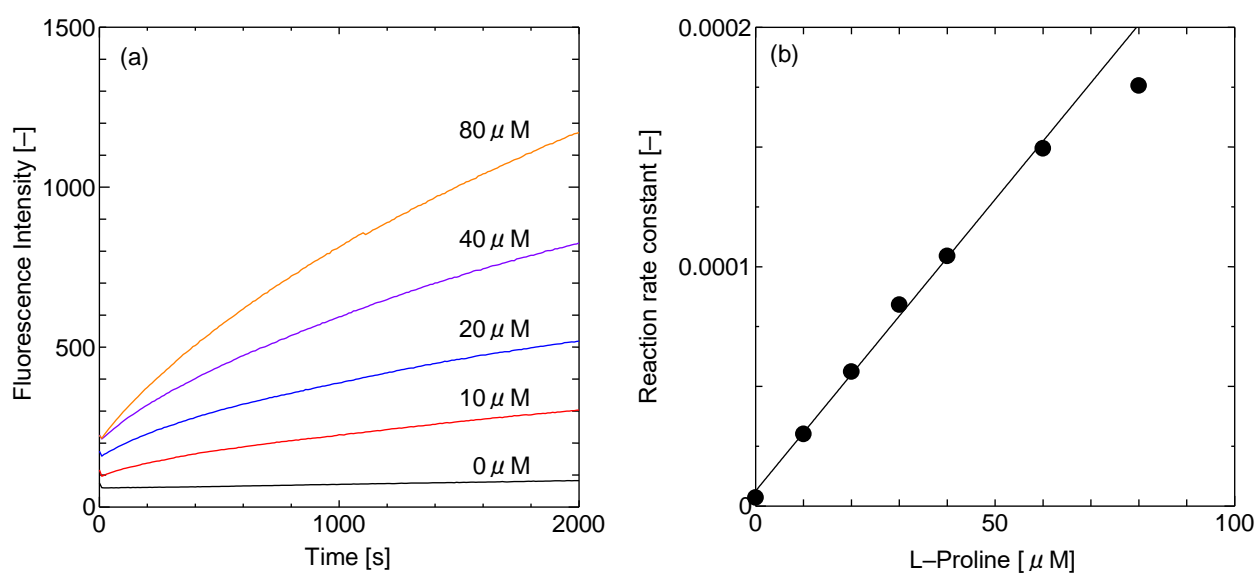 (a)
1500
1000
500
0
Fluorescence Intensity [–]
80 μ M
40 μ M
20 μ M
10 μ M
0 μ M
0
1000
2000
Time [s]
(b)
0.0002
0.0001
0
Reaction rate constant [–]
0
50
100
L–Proline [ μ M]